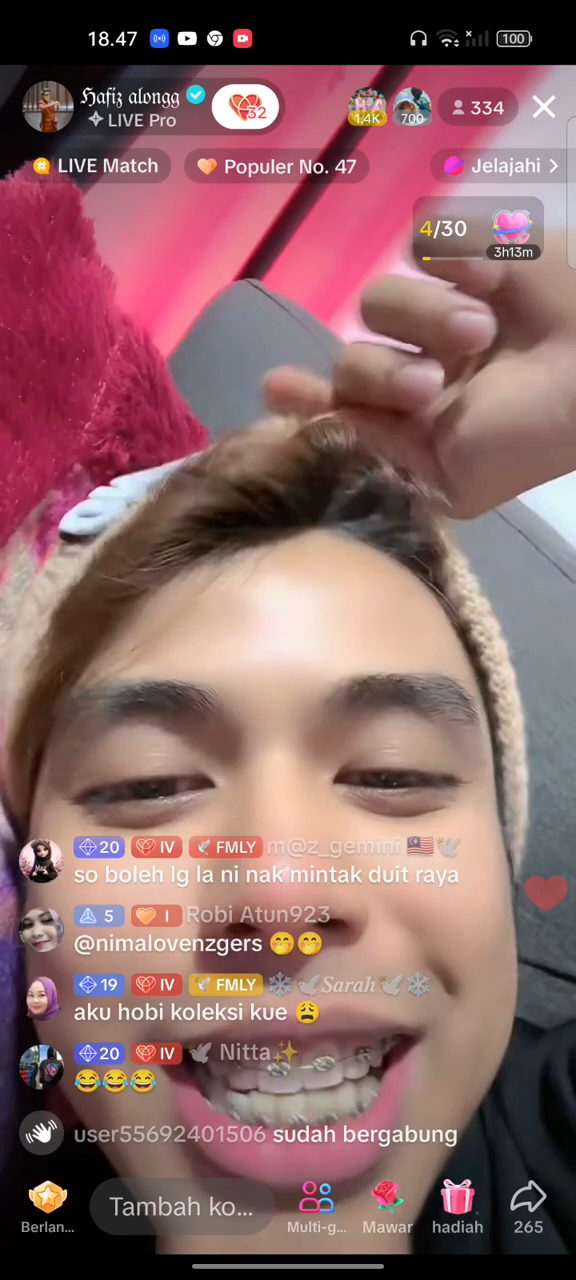 18.47
100
ℌafiz alongg
LIVE Pro
32
1,4K
700
334
LIVE Match
Populer No. 47
Jelajahi >
4/30
3h13m
20 IV FMLY m@z_gemini 🇲🇾🕊
so boleh lg la ni nak mintak duit raya
5 I Robi Atun923
@nimalovenzgers 🤭🤭
19 IV FMLY ❄️🕊Sarah🕊❄️
aku hobi koleksi kue 😩
20 IV 🕊 Nitta✨
😂😂😂
user55692401506 sudah bergabung
Berlan...
Tambah ko...
Multi-g...
Mawar
hadiah
265